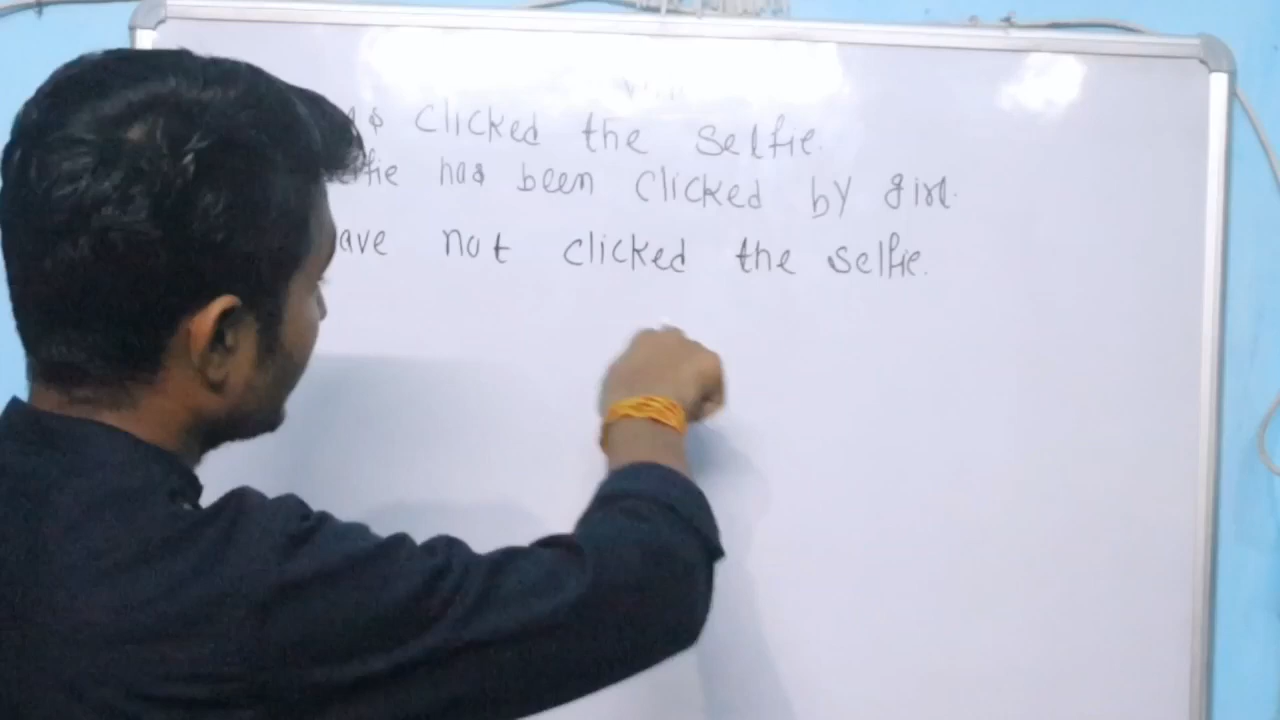 clicked the selfie.
has been clicked by girl.
not clicked the selfie.